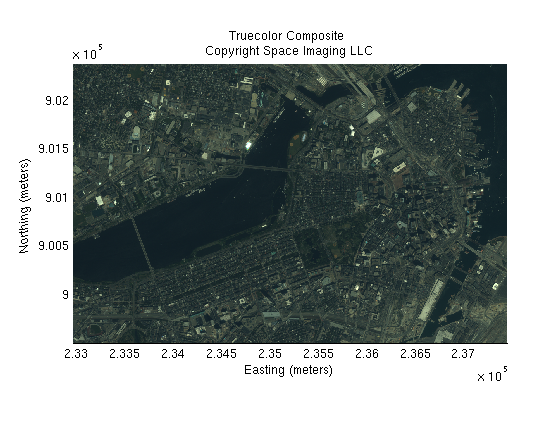 Truecolor Composite
Copyright Space Imaging LLC
× 10^5
9.02
9.015
9.01
9.005
9
Northing (meters)
2.33 2.335 2.34 2.345 2.35 2.355 2.36 2.365 2.37
Easting (meters)
× 10^5